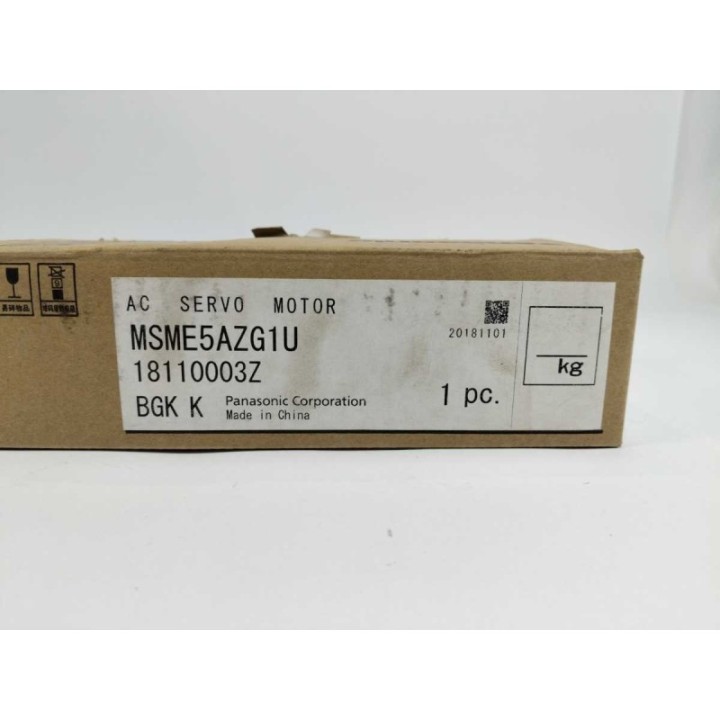 AC SERVO MOTOR
MSME5AZG1U
20181101
18110003Z
kg
BGK K Panasonic Corporation
Made in China
1 pc.